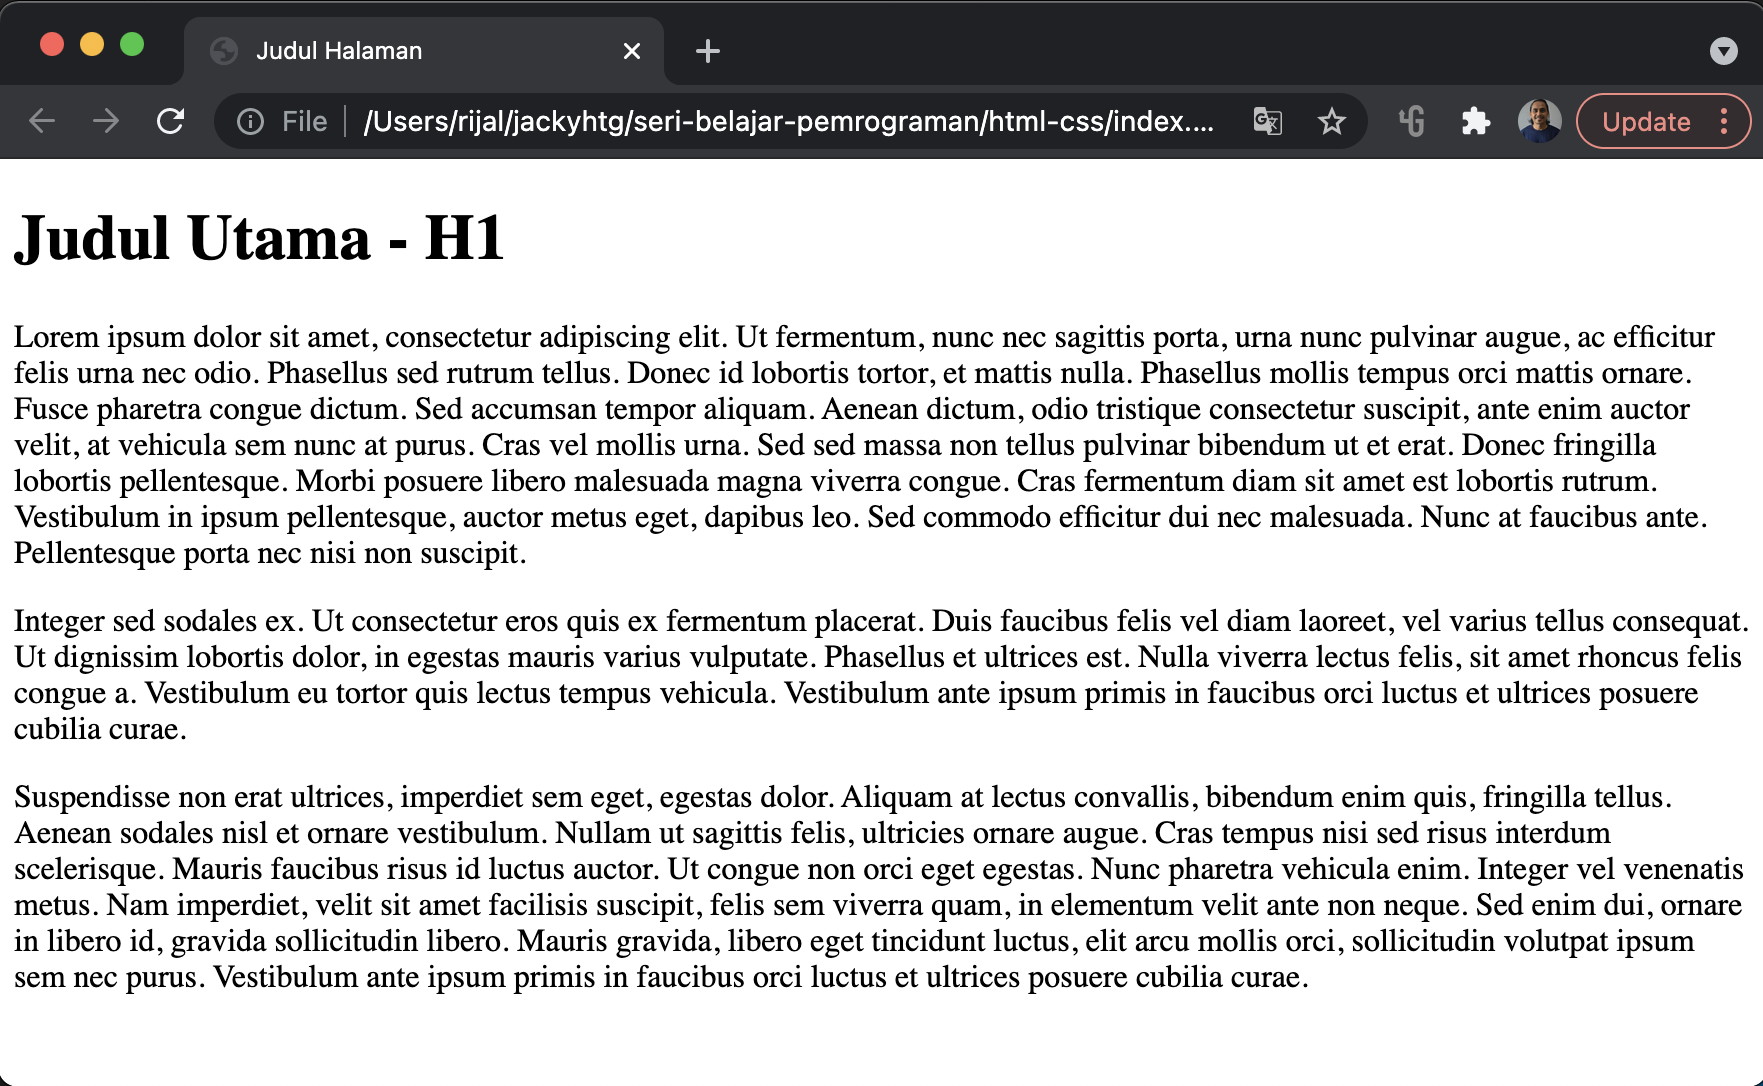 Judul Halaman
File
/Users/rijal/jackyhtg/seri-belajar-pemrograman/html-css/index....
Update
Judul Utama - H1
Lorem ipsum dolor sit amet, consectetur adipiscing elit. Ut fermentum, nunc nec sagittis porta, urna nunc pulvinar augue, ac efficitur
felis urna nec odio. Phasellus sed rutrum tellus. Donec id lobortis tortor, et mattis nulla. Phasellus mollis tempus orci mattis ornare.
Fusce pharetra congue dictum. Sed accumsan tempor aliquam. Aenean dictum, odio tristique consectetur suscipit, ante enim auctor
velit, at vehicula sem nunc at purus. Cras vel mollis urna. Sed sed massa non tellus pulvinar bibendum ut et erat. Donec fringilla
lobortis pellentesque. Morbi posuere libero malesuada magna viverra congue. Cras fermentum diam sit amet est lobortis rutrum.
Vestibulum in ipsum pellentesque, auctor metus eget, dapibus leo. Sed commodo efficitur dui nec malesuada. Nunc at faucibus ante.
Pellentesque porta nec nisi non suscipit.
Integer sed sodales ex. Ut consectetur eros quis ex fermentum placerat. Duis faucibus felis vel diam laoreet, vel varius tellus consequat.
Ut dignissim lobortis dolor, in egestas mauris varius vulputate. Phasellus et ultrices est. Nulla viverra lectus felis, sit amet rhoncus felis
congue a. Vestibulum eu tortor quis lectus tempus vehicula. Vestibulum ante ipsum primis in faucibus orci luctus et ultrices posuere
cubilia curae.
Suspendisse non erat ultrices, imperdiet sem eget, egestas dolor. Aliquam at lectus convallis, bibendum enim quis, fringilla tellus.
Aenean sodales nisl et ornare vestibulum. Nullam ut sagittis felis, ultricies ornare augue. Cras tempus nisi sed risus interdum
scelerisque. Mauris faucibus risus id luctus auctor. Ut congue non orci eget egestas. Nunc pharetra vehicula enim. Integer vel venenatis
metus. Nam imperdiet, velit sit amet facilisis suscipit, felis sem viverra quam, in elementum velit ante non neque. Sed enim dui, ornare
in libero id, gravida sollicitudin libero. Mauris gravida, libero eget tincidunt luctus, elit arcu mollis orci, sollicitudin volutpat ipsum
sem nec purus. Vestibulum ante ipsum primis in faucibus orci luctus et ultrices posuere cubilia curae.